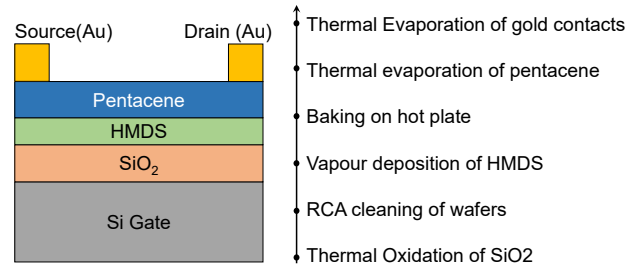 Source(Au) Drain (Au)
Pentacene
HMDS
SiO₂
Si Gate
Thermal Evaporation of gold contacts
Thermal evaporation of pentacene
Baking on hot plate
Vapour deposition of HMDS
RCA cleaning of wafers
Thermal Oxidation of SiO2